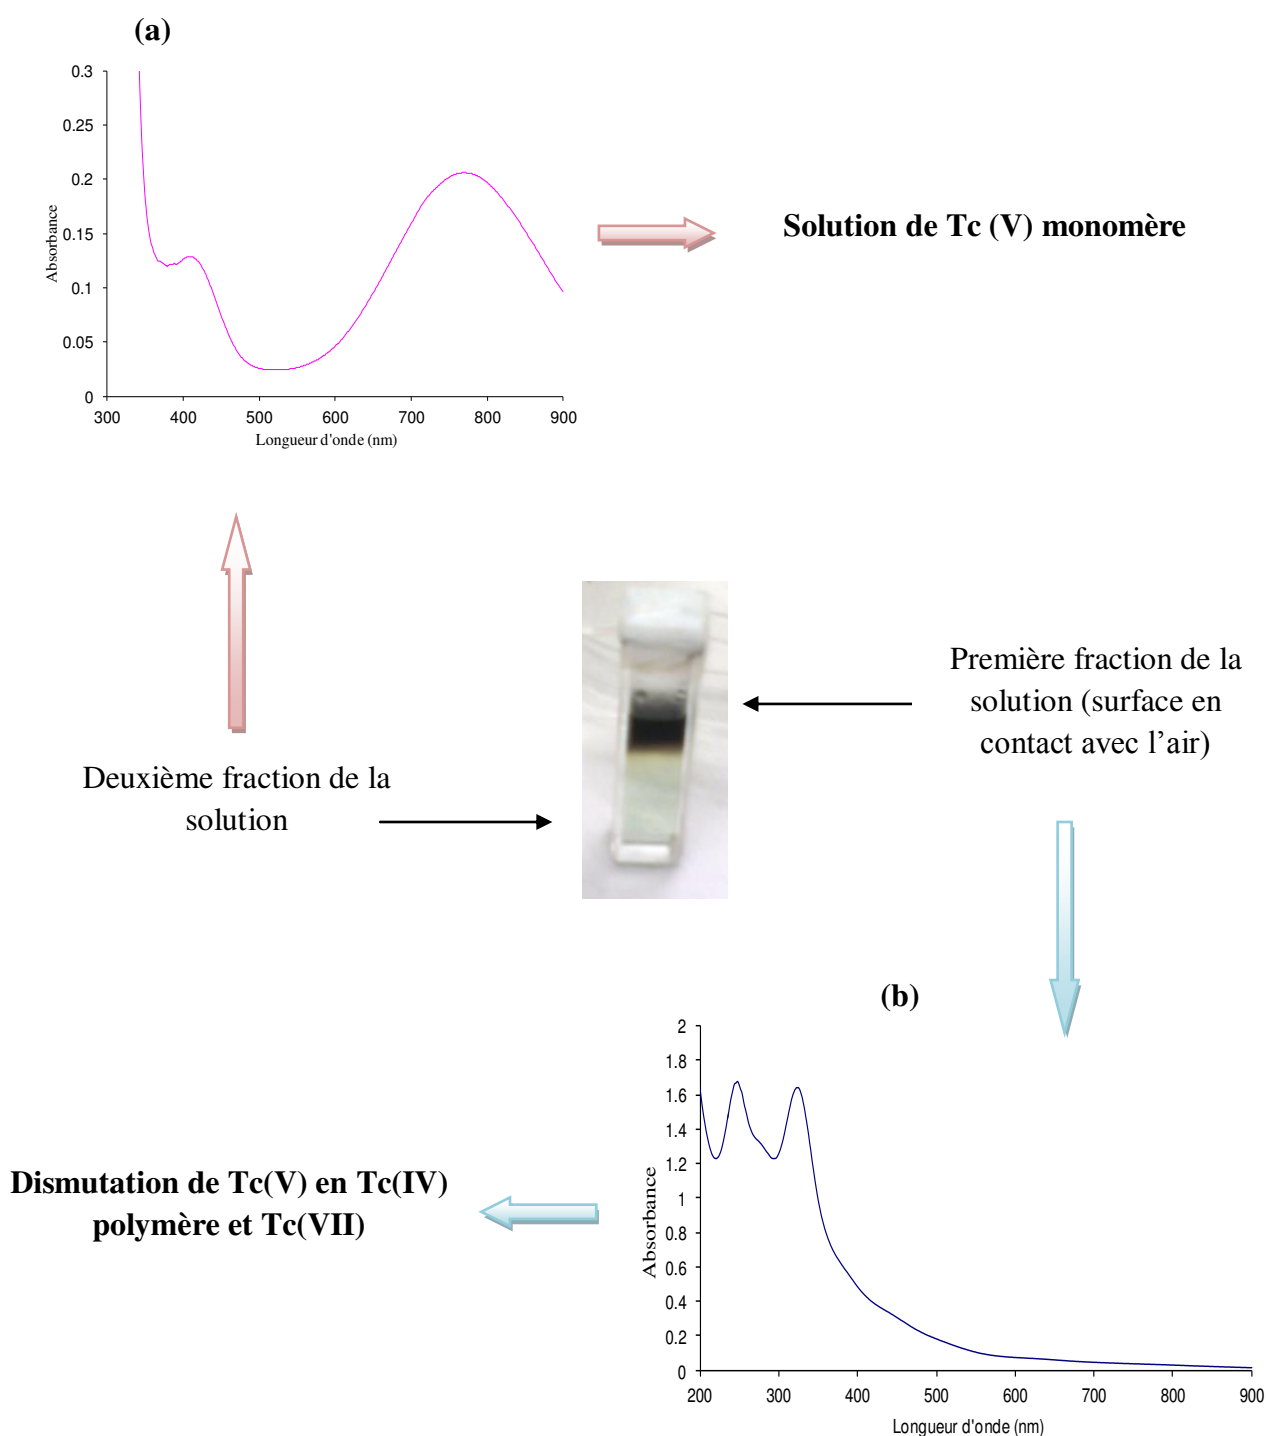 (a)
0.3
0.25
0.2
0.15
0.1
0.05
0
Absorbance
300 400 500 600 700 800 900
Longueur d'onde (nm)
Solution de Tc (V) monomère
Première fraction de la
solution (surface en
contact avec l’air)
Deuxième fraction de la
solution
(b)
2
1.8
1.6
1.4
1.2
1
0.8
0.6
0.4
0.2
0
Absorbance
200 300 400 500 600 700 800 900
Longueur d'onde (nm)
Dismutation de Tc(V) en Tc(IV)
polymère et Tc(VII)